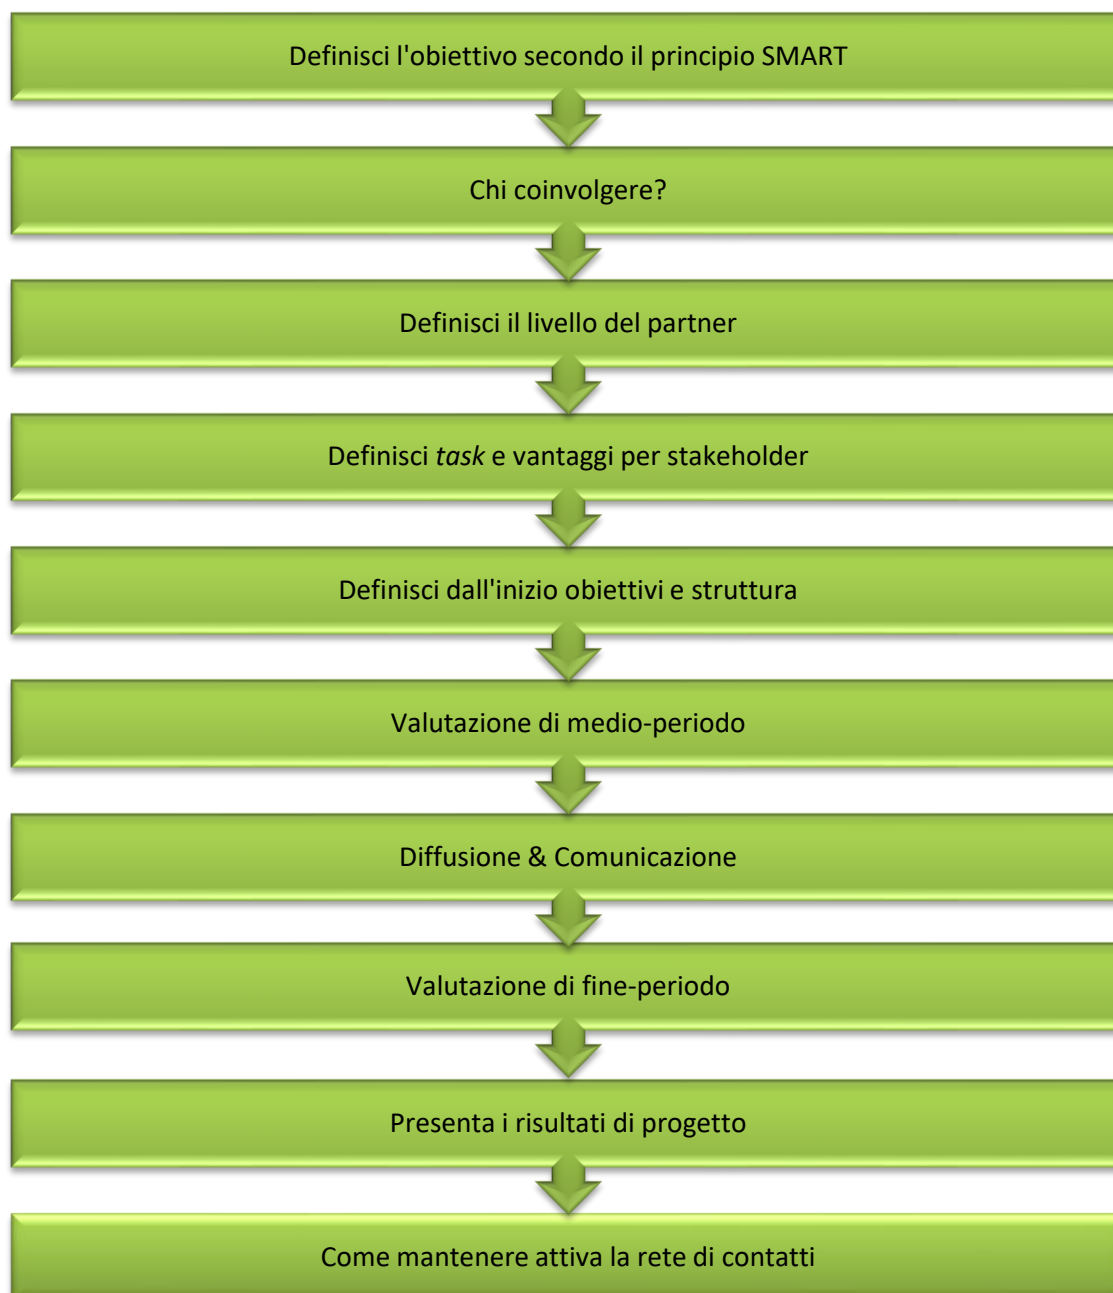 Definisci l'obiettivo secondo il principio SMART
Chi coinvolgere?
Definisci il livello del partner
Definisci task e vantaggi per stakeholder
Definisci dall'inizio obiettivi e struttura
Valutazione di medio-periodo
Diffusione & Comunicazione
Valutazione di fine-periodo
Presenta i risultati di progetto
Come mantenere attiva la rete di contatti